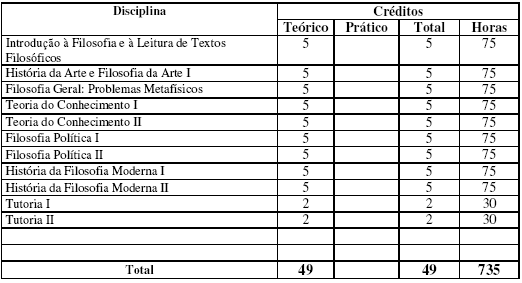 Disciplina Créditos
Teórico Prático Total Horas
Introdução à Filosofia e à Leitura de Textos 5 5 75
Filosóficos
História da Arte e Filosofia da Arte I 5 5 75
Filosofia Geral: Problemas Metafísicos 5 5 75
Teoria do Conhecimento I 5 5 75
Teoria do Conhecimento II 5 5 75
Filosofia Política I 5 5 75
Filosofia Política II 5 5 75
História da Filosofia Moderna I 5 5 75
História da Filosofia Moderna II 5 5 75
Tutoria I 2 2 30
Tutoria II 2 2 30
Total 49 49 735